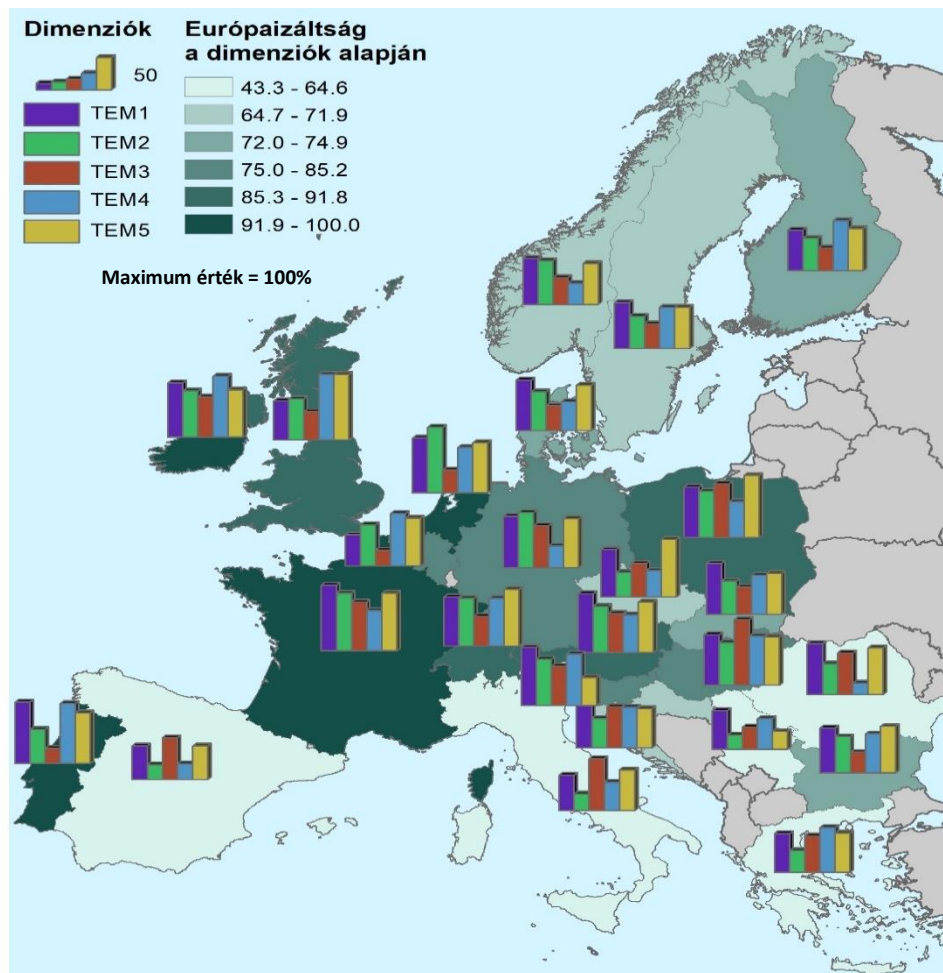 Dimenziók
50
TEM1
TEM2
TEM3
TEM4
TEM5
Európaizáltság
a dimenziók alapján
43.3 - 64.6
64.7 - 71.9
72.0 - 74.9
75.0 - 85.2
85.3 - 91.8
91.9 - 100.0
Maximum érték = 100%